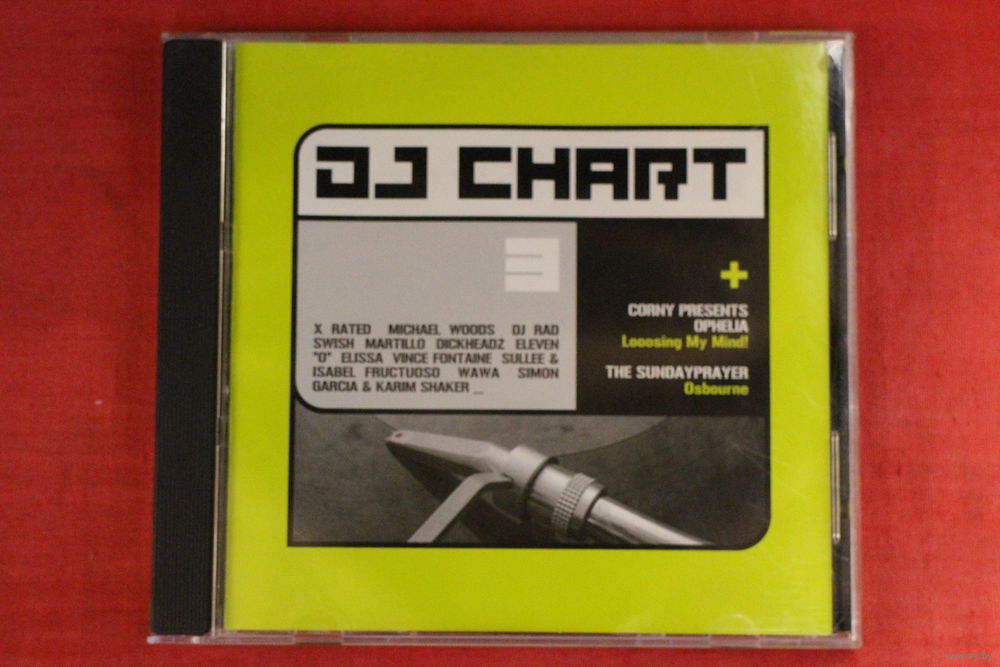 DJ CHART
3
X RATED MICHAEL WOODS DJ RAD
SWISH MARTILLO DICKHEADZ ELEVEN
"O" ELISSA VINCE FONTAINE SULLEE &
ISABEL FRUCTUOSO WAWA SIMON
GARCIA & KARIM SHAKER _
+
CORNY PRESENTS
OPHELIA
Looosing My Mind!
THE SUNDAYPRAYER
Osbourne